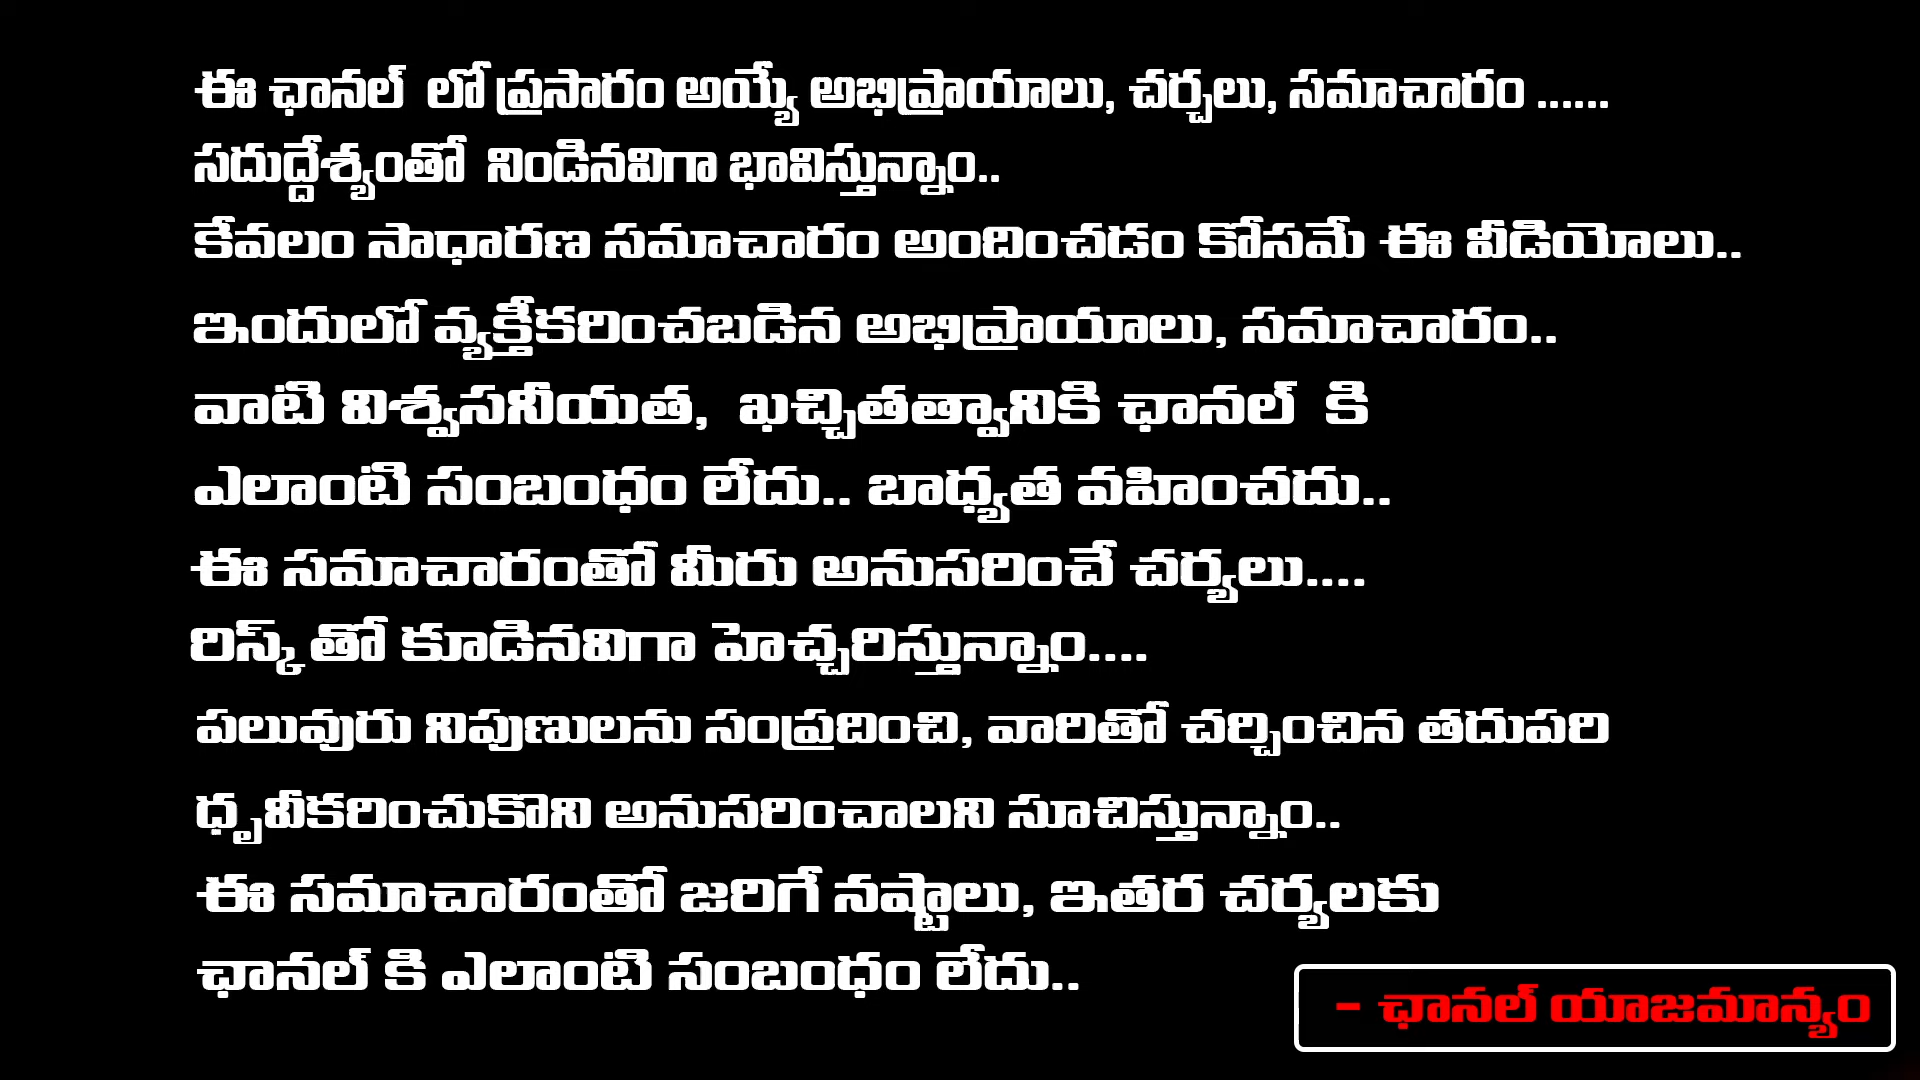 ఈ ఛానల్ లో ప్రసారం అయ్యే అభిప్రాయాలు, చర్చలు, సమాచారం ......
సదుద్దేశ్యంతో నిండినవిగా భావిస్తున్నాం..
కేవలం సాధారణ సమాచారం అందించడం కోసమే ఈ వీడియోలు..
ఇందులో వ్యక్తీకరించబడిన అభిప్రాయాలు, సమాచారం..
వాటి విశ్వసనీయత, ఖచ్చితత్వానికి ఛానల్ కి
ఎలాంటి సంబంధం లేదు.. బాధ్యత వహించదు..
ఈ సమాచారంతో మీరు అనుసరించే చర్యలు....
రిస్క్ తో కూడినవిగా హెచ్చరిస్తున్నాం....
పలువురు నిపుణులను సంప్రదించి, వారితో చర్చించిన తదుపరి
ధృవీకరించుకొని అనుసరించాలని సూచిస్తున్నాం..
ఈ సమాచారంతో జరిగే నష్టాలు, ఇతర చర్యలకు
ఛానల్ కి ఎలాంటి సంబంధం లేదు..
- ఛానల్ యాజమాన్యం